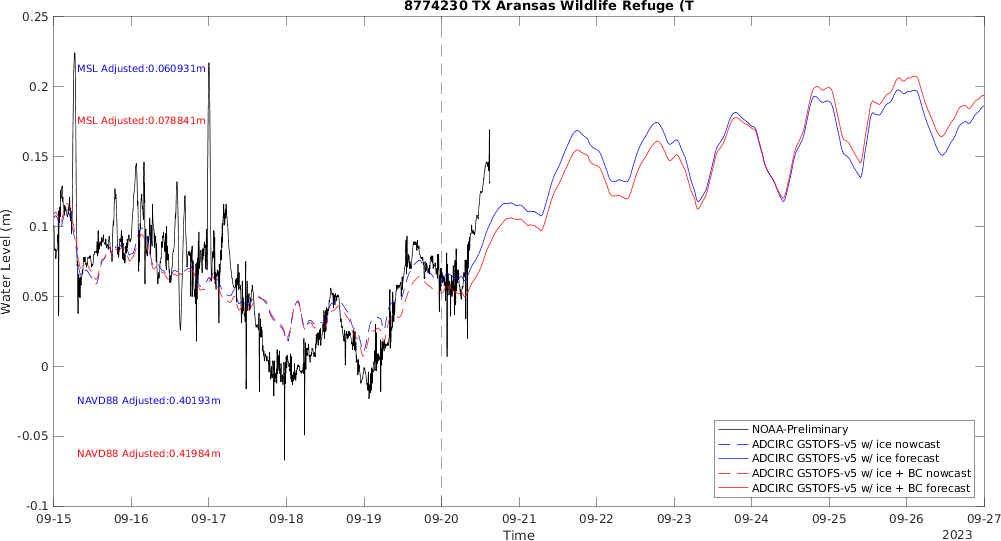 8774230 TX Aransas Wildlife Refuge (T
0.25
0.2
0.15
0.1
0.05
0
-0.05
-0.1
Water Level (m)
MSL Adjusted:0.060931m
MSL Adjusted:0.078841m
NAVD88 Adjusted:0.40193m
NAVD88 Adjusted:0.41984m
NOAA-Preliminary
ADCIRC GSTOFS-v5 w/ ice nowcast
ADCIRC GSTOFS-v5 w/ ice forecast
ADCIRC GSTOFS-v5 w/ ice + BC nowcast
ADCIRC GSTOFS-v5 w/ ice + BC forecast
09-15 09-16 09-17 09-18 09-19 09-20 09-21 09-22 09-23 09-24 09-25 09-26 09-27
Time
2023